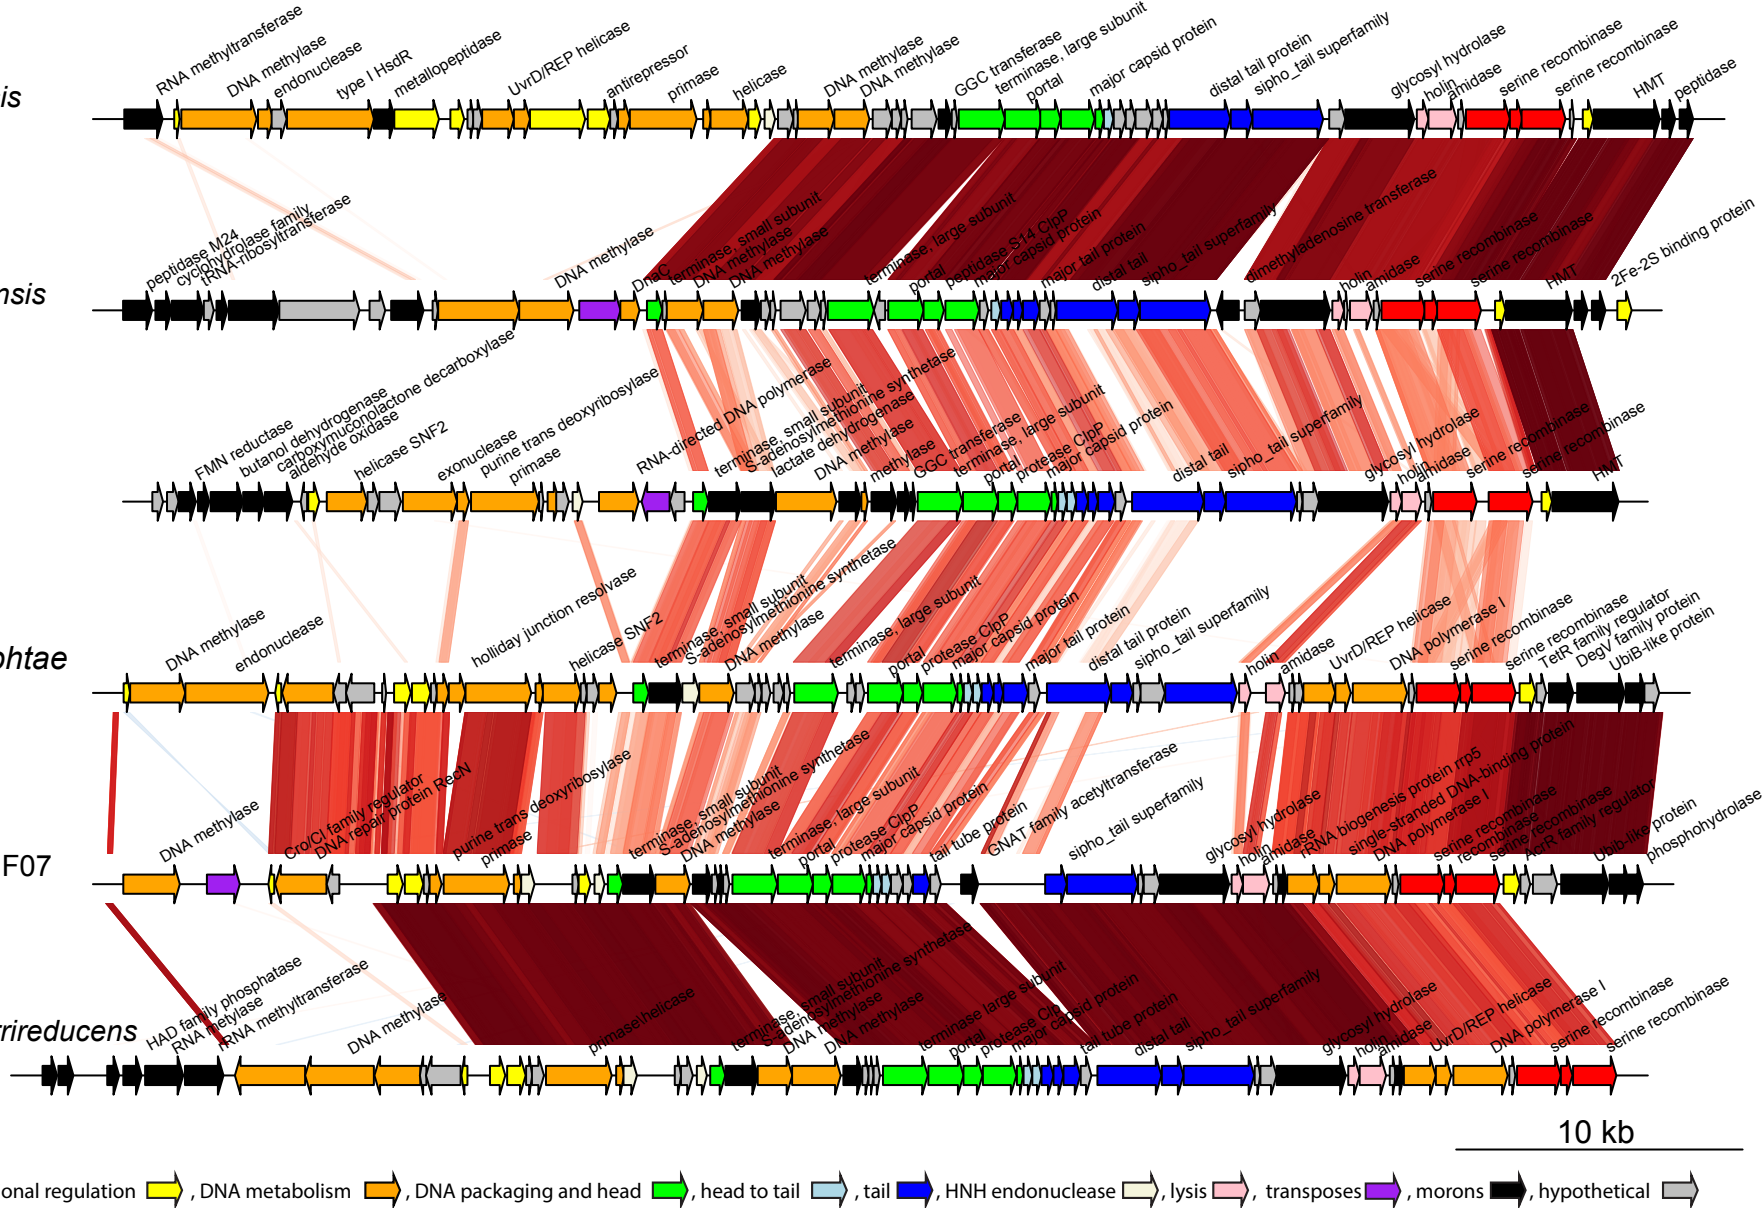 RNA methyltransferase
DNA methylase
endonuclease
type I HsdR
metallopeptidase
UvrD/REP helicase
antirepressor
primase
helicase
DNA methylase
DNA methylase
GGC transferase
terminase, large subunit
portal
major capsid protein
distal tail protein
sipho_tail superfamily
glycosyl hydrolase
holin
amidase
serine recombinase
serine recombinase
HMT
peptidase
is
peptidase M24
cyclohydrolase family
tRNA-ribosyltransferase
DNA methylase
DnaC
terminase, small subunit
DNA methylase
DNA methylase
terminase, large subunit
portal
peptidase S14 ClpP
major capsid protein
major tail protein
distal tail
sipho_tail superfamily
dimethyladenosine transferase
holin
amidase
serine recombinase
serine recombinase
HMT
2Fe-2S binding protein
nsis
FMN reductase
butanol dehydrogenase
carboxymuconolactone decarboxylase
aldehyde oxidase
helicase SNF2
exonuclease
purine trans deoxyribosylase
primase
RNA-directed DNA polymerase
terminase, small subunit
S-adenosylmethionine synthetase
lactate dehydrogenase
DNA methylase
methylase
GGC transferase
terminase, large subunit
portal
protease ClpP
major capsid protein
distal tail
sipho_tail superfamily
glycosyl hydrolase
holin
amidase
serine recombinase
serine recombinase
HMT
DNA methylase
endonuclease
holliday junction resolvase
helicase SNF2
terminase, small subunit
S-adenosylmethionine synthetase
DNA methylase
terminase, large subunit
portal
protease ClpP
major capsid protein
major tail protein
distal tail protein
sipho_tail superfamily
holin
amidase
UvrD/REP helicase
DNA polymerase I
serine recombinase
serine recombinase
TetR family regulator
DegV family protein
UbiB-like protein
ohtae
DNA methylase
Cro/CI family regulator
DNA repair protein RecN
purine trans deoxyribosylase
primase
terminase, small subunit
S-adenosylmethionine synthetase
DNA methylase
terminase, large subunit
portal
protease ClpP
major capsid protein
tail tube protein
GNAT family acetyltransferase
sipho_tail superfamily
glycosyl hydrolase
holin
amidase
rRNA biogenesis protein rrp5
single-stranded DNA-binding protein
DNA polymerase I
serine recombinase
recombinase
serine recombinase
AcrR family regulator
Ubib-like protein
phosphohydrolase
F07
HAD family phosphatase
RNA metylase
rRNA methyltransferase
DNA methylase
primase\helicase
terminase, small subunit
S-adenosylmethionine synthetase
DNA methylase
DNA methylase
terminase large subunit
portal
protease Clp
major capsid protein
tail tube protein
distal tail
sipho_tail superfamily
glycosyl hydrolase
holin
amidase
UvrD/REP helicase
DNA polymerase I
serine recombinase
serine recombinase
rrireducens
10 kb
onal regulation , DNA metabolism , DNA packaging and head , head to tail , tail , HNH endonuclease , lysis , transposes , morons , hypothetical